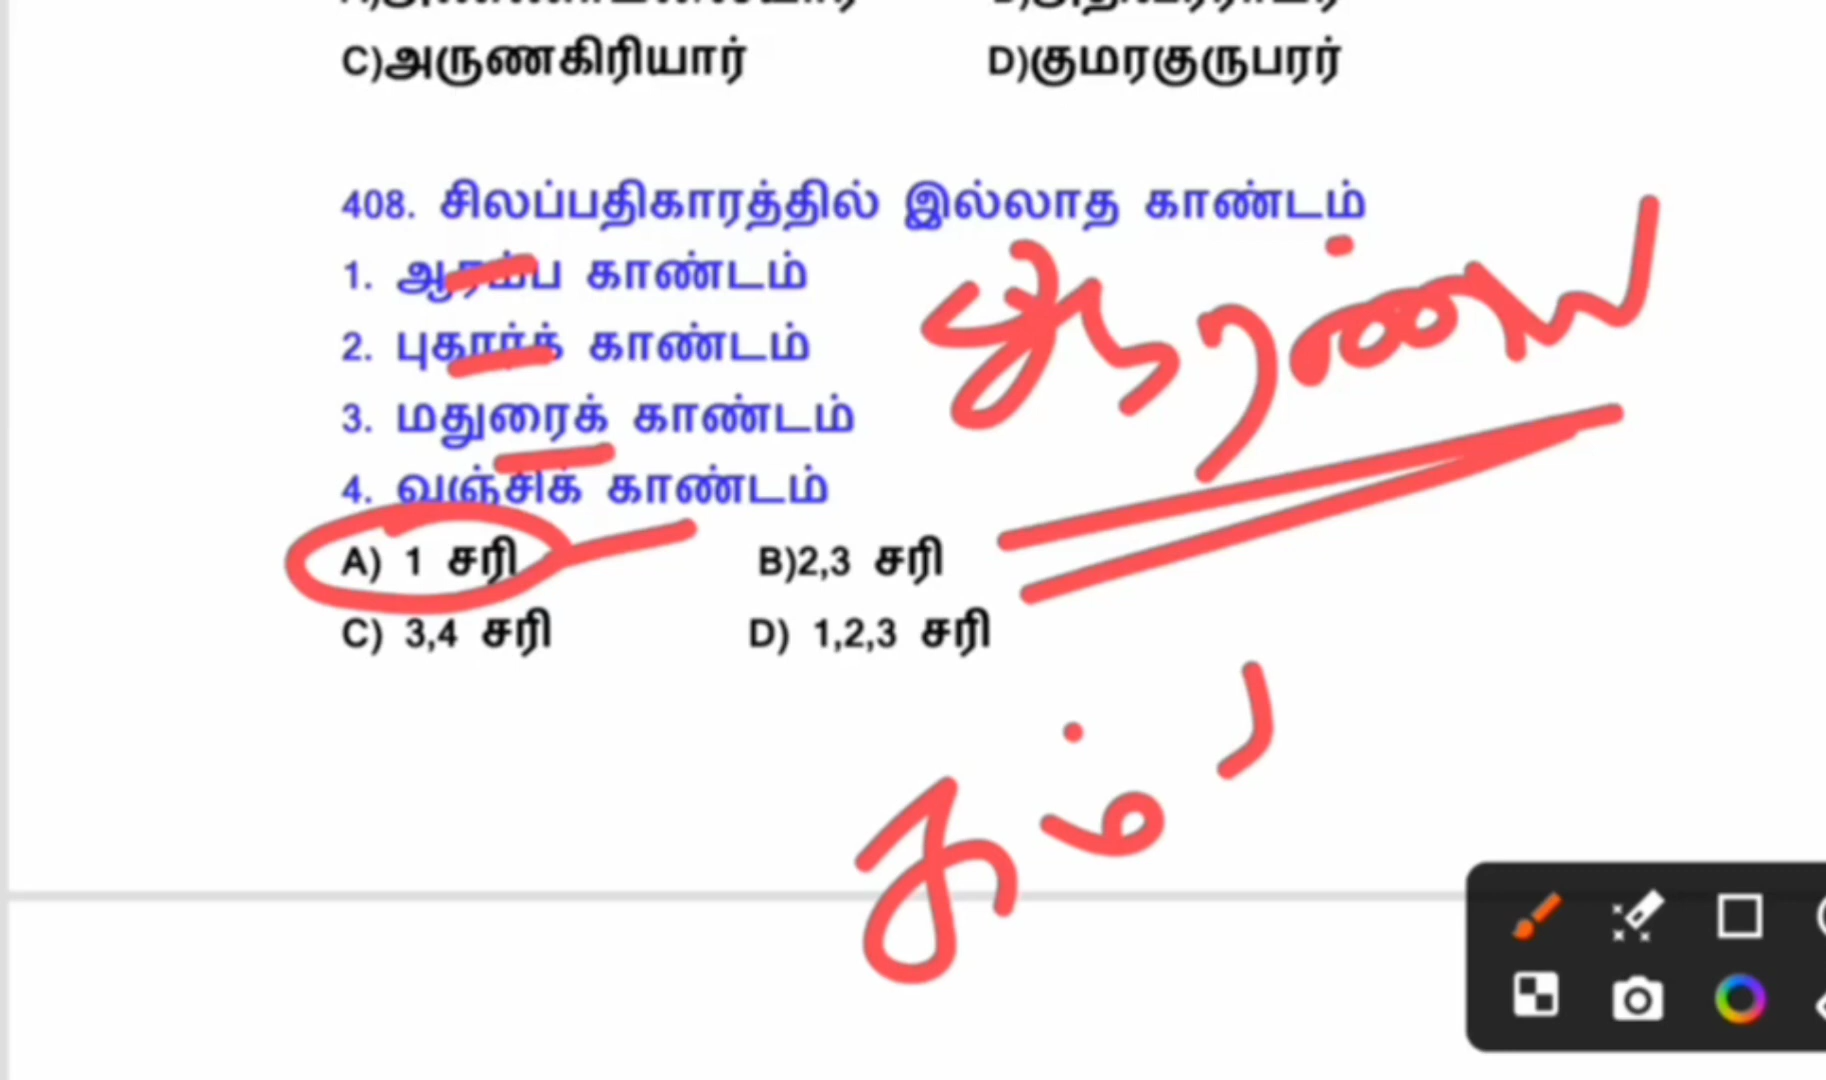 C)அருணகிரியார் D)குமரகுருபரர்
408. சிலப்பதிகாரத்தில் இல்லாத காண்டம்
1. ஆரம்ப காண்டம்
2. புகார்க் காண்டம்
3. மதுரைக் காண்டம்
4. வஞ்சிக் காண்டம்
ஆரண்ய
A) 1 சரி B)2,3 சரி
C) 3,4 சரி D) 1,2,3 சரி
கம்